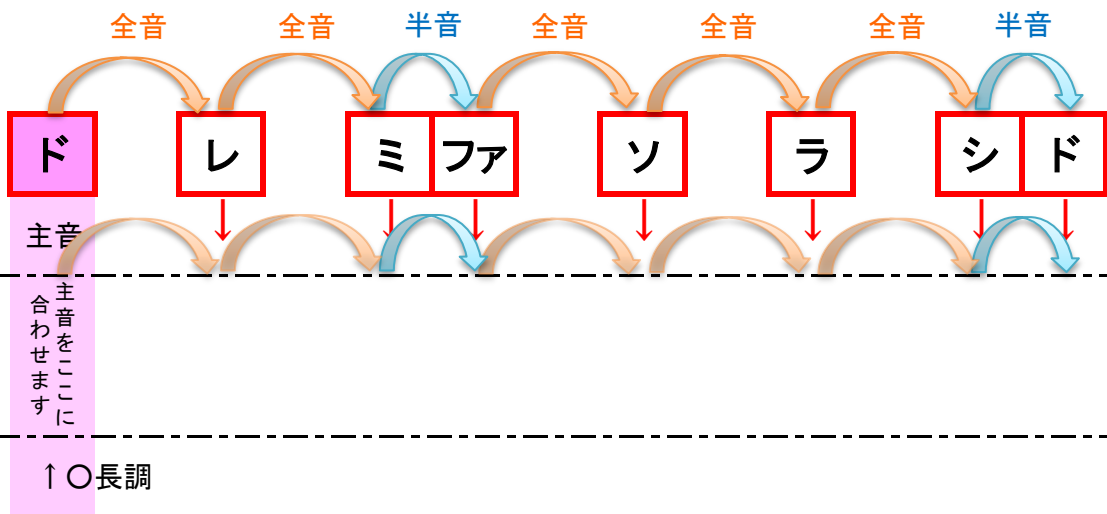 全音 全音 半音 全音 全音 全音 半音
ド レ ミ ファ ソ ラ シ ド
主音
主音をここに
合わせます
↑〇長調